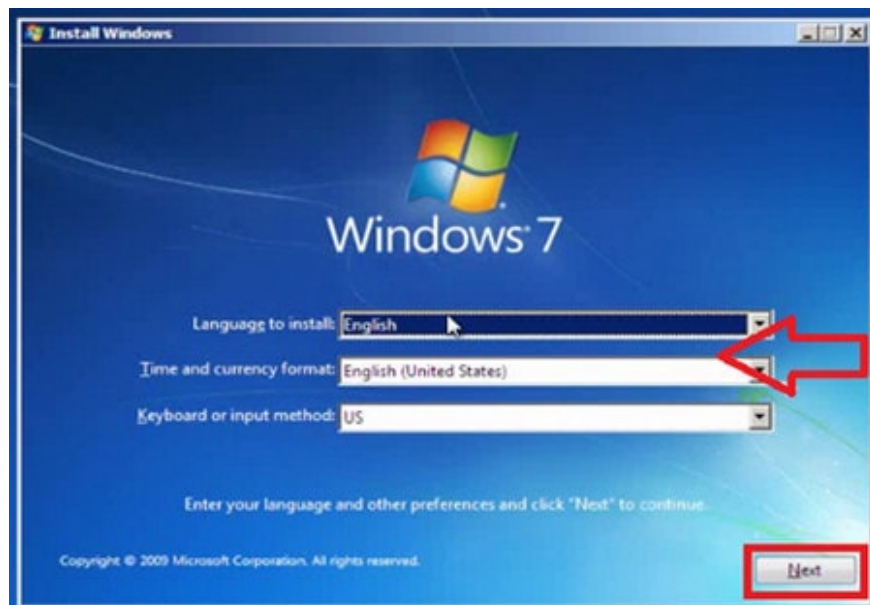 Install Windows
Windows 7
Language to install: English
Time and currency format: English (United States)
Keyboard or input method: US
Enter your language and other preferences and click "Next" to continue.
Copyright © 2009 Microsoft Corporation. All rights reserved.
Next